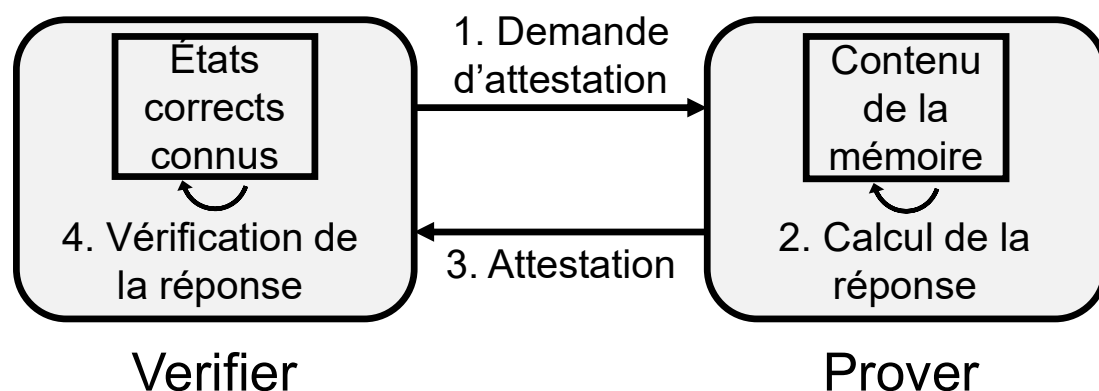 États
corrects
connus
4. Vérification de
la réponse
Verifier
1. Demande
d’attestation
3. Attestation
Contenu
de la
mémoire
2. Calcul de la
réponse
Prover